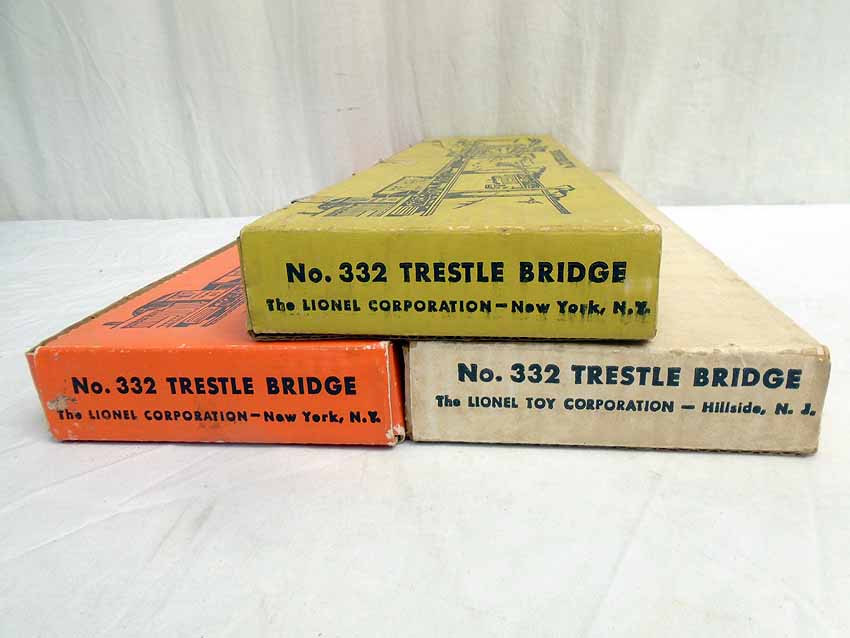 No. 332 TRESTLE BRIDGE
The LIONEL CORPORATION — New York, N.Y.
No. 332 TRESTLE BRIDGE
The LIONEL CORPORATION — New York, N.Y.
No. 332 TRESTLE BRIDGE
The LIONEL TOY CORPORATION — Hillside, N. J.